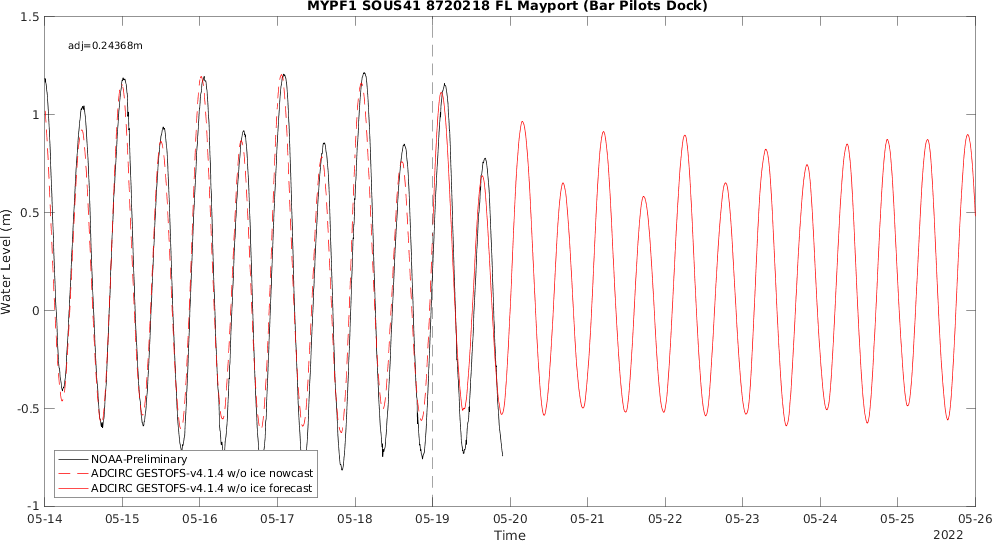 MYPF1 SOUS41 8720218 FL Mayport (Bar Pilots Dock)
1.5
adj=0.24368m
1
0.5
Water Level (m)
0
-0.5
NOAA-Preliminary
ADCIRC GESTOFS-v4.1.4 w/o ice nowcast
ADCIRC GESTOFS-v4.1.4 w/o ice forecast
-1
05-14 05-15 05-16 05-17 05-18 05-19 05-20 05-21 05-22 05-23 05-24 05-25 05-26
Time
2022